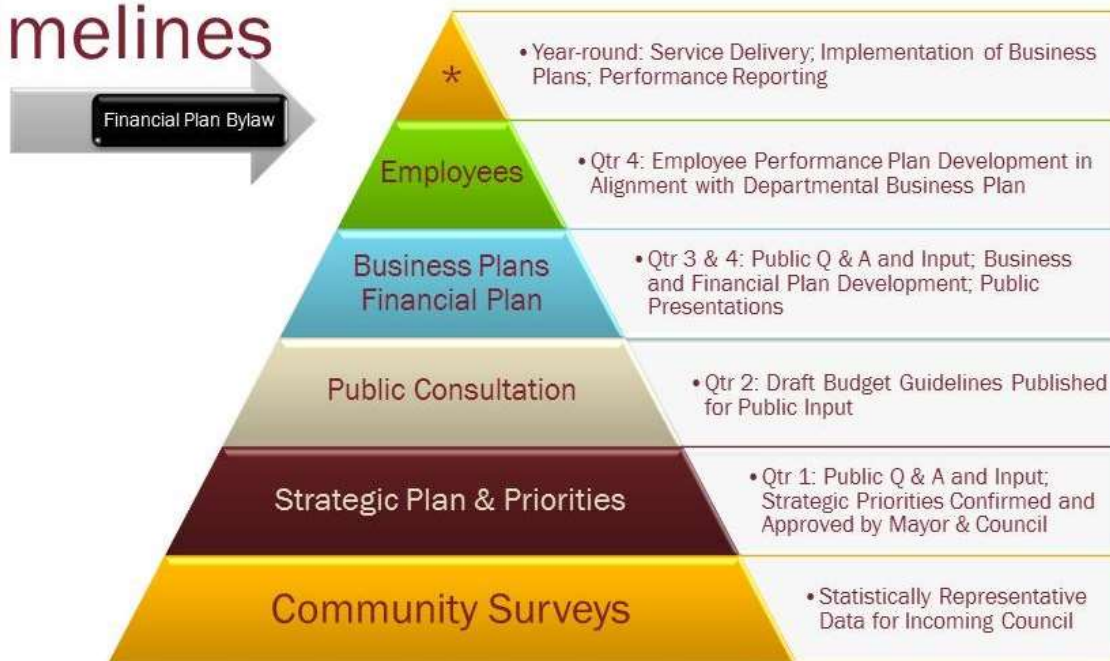 melines
Financial Plan Bylaw
*
• Year-round: Service Delivery; Implementation of Business
Plans; Performance Reporting
Employees
• Qtr 4: Employee Performance Plan Development in
Alignment with Departmental Business Plan
Business Plans
Financial Plan
• Qtr 3 & 4: Public Q & A and Input; Business
and Financial Plan Development; Public
Presentations
Public Consultation
• Qtr 2: Draft Budget Guidelines Published
for Public Input
Strategic Plan & Priorities
• Qtr 1: Public Q & A and Input;
Strategic Priorities Confirmed and
Approved by Mayor & Council
Community Surveys
• Statistically Representative
Data for Incoming Council